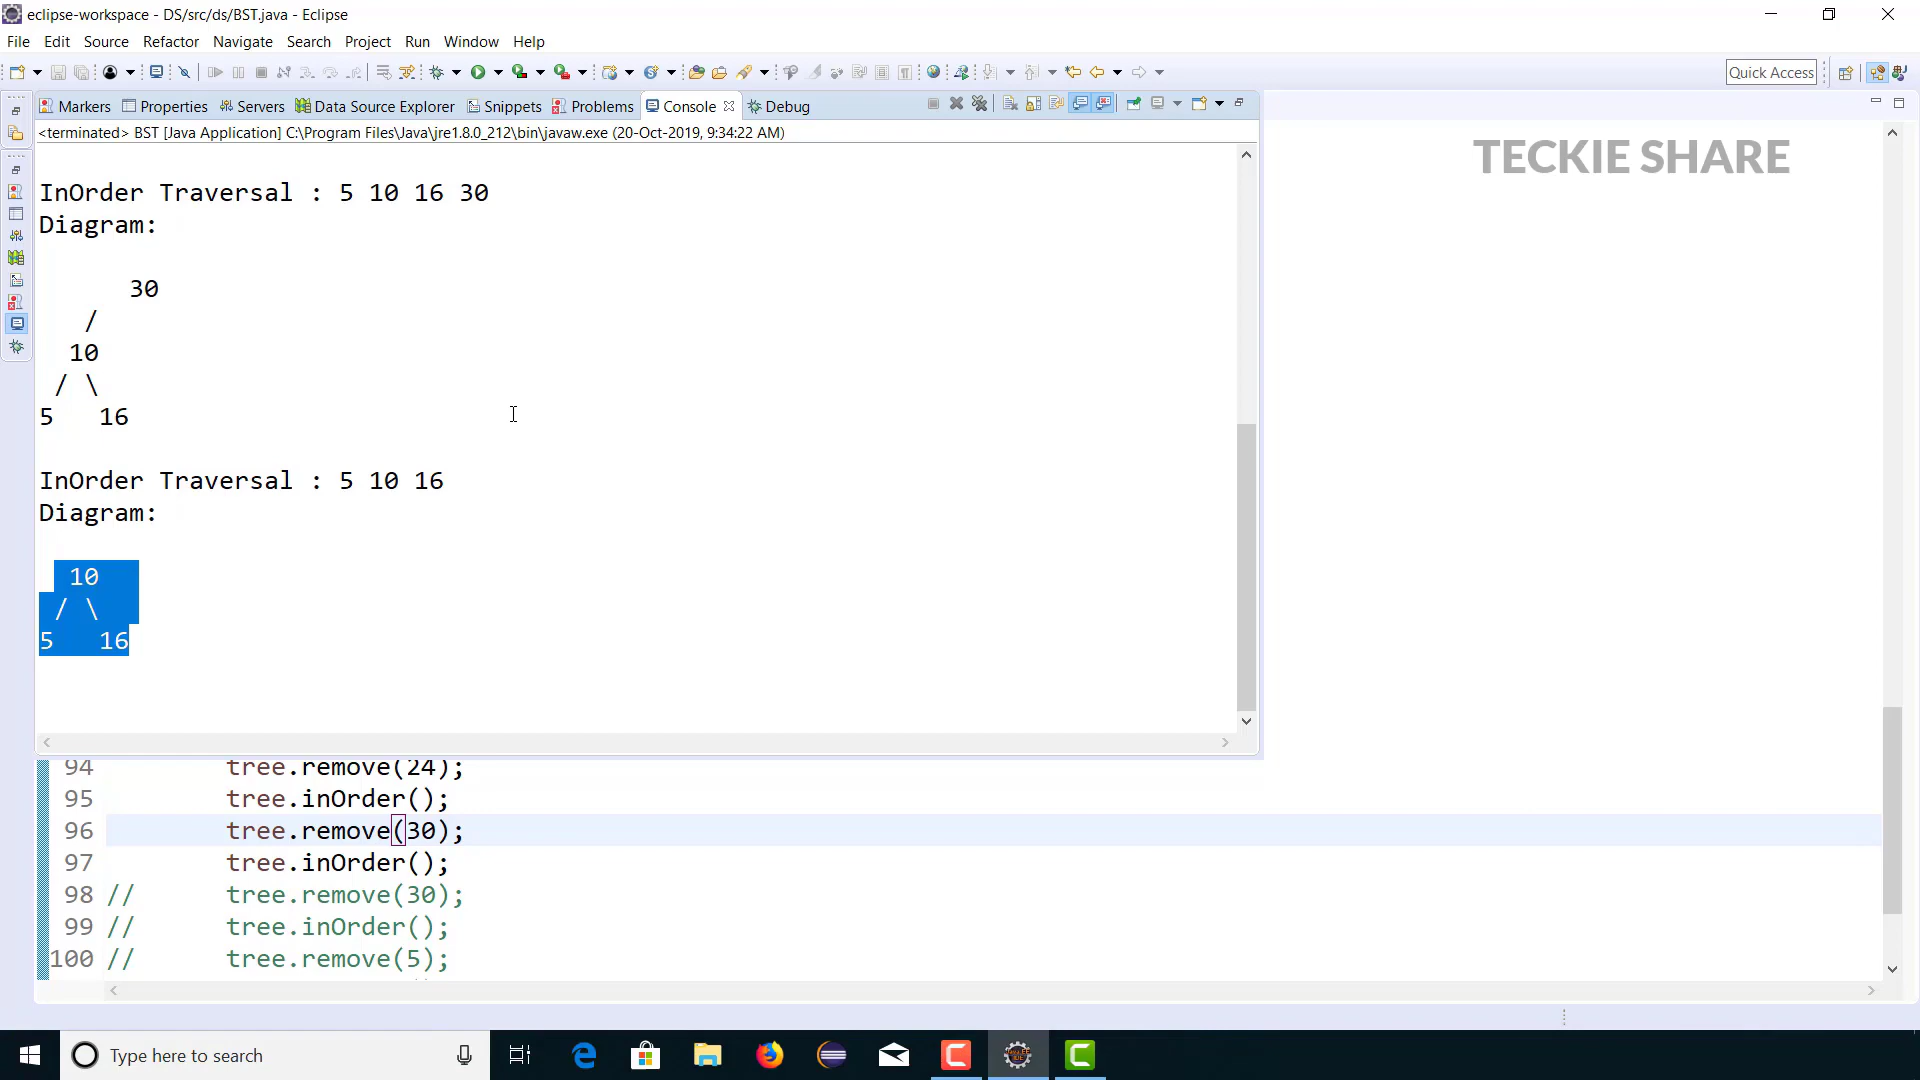 eclipse-workspace - DS/src/ds/BST.java - Eclipse
File Edit Source Refactor Navigate Search Project Run Window Help
Quick Access
Markers Properties Servers Data Source Explorer Snippets Problems Console Debug
<terminated> BST [Java Application] C:\Program Files\Java\jre1.8.0_212\bin\javaw.exe (20-Oct-2019, 9:34:22 AM)
TECKIE SHARE
InOrder Traversal : 5 10 16 30
Diagram:
30
/
10
/ \
5 16
InOrder Traversal : 5 10 16
Diagram:
10
/ \
5 16
94 tree.remove(24);
95 tree.inOrder();
96 tree.remove(30);
97 tree.inOrder();
98 // tree.remove(30);
99 // tree.inOrder();
100 // tree.remove(5);
Type here to search